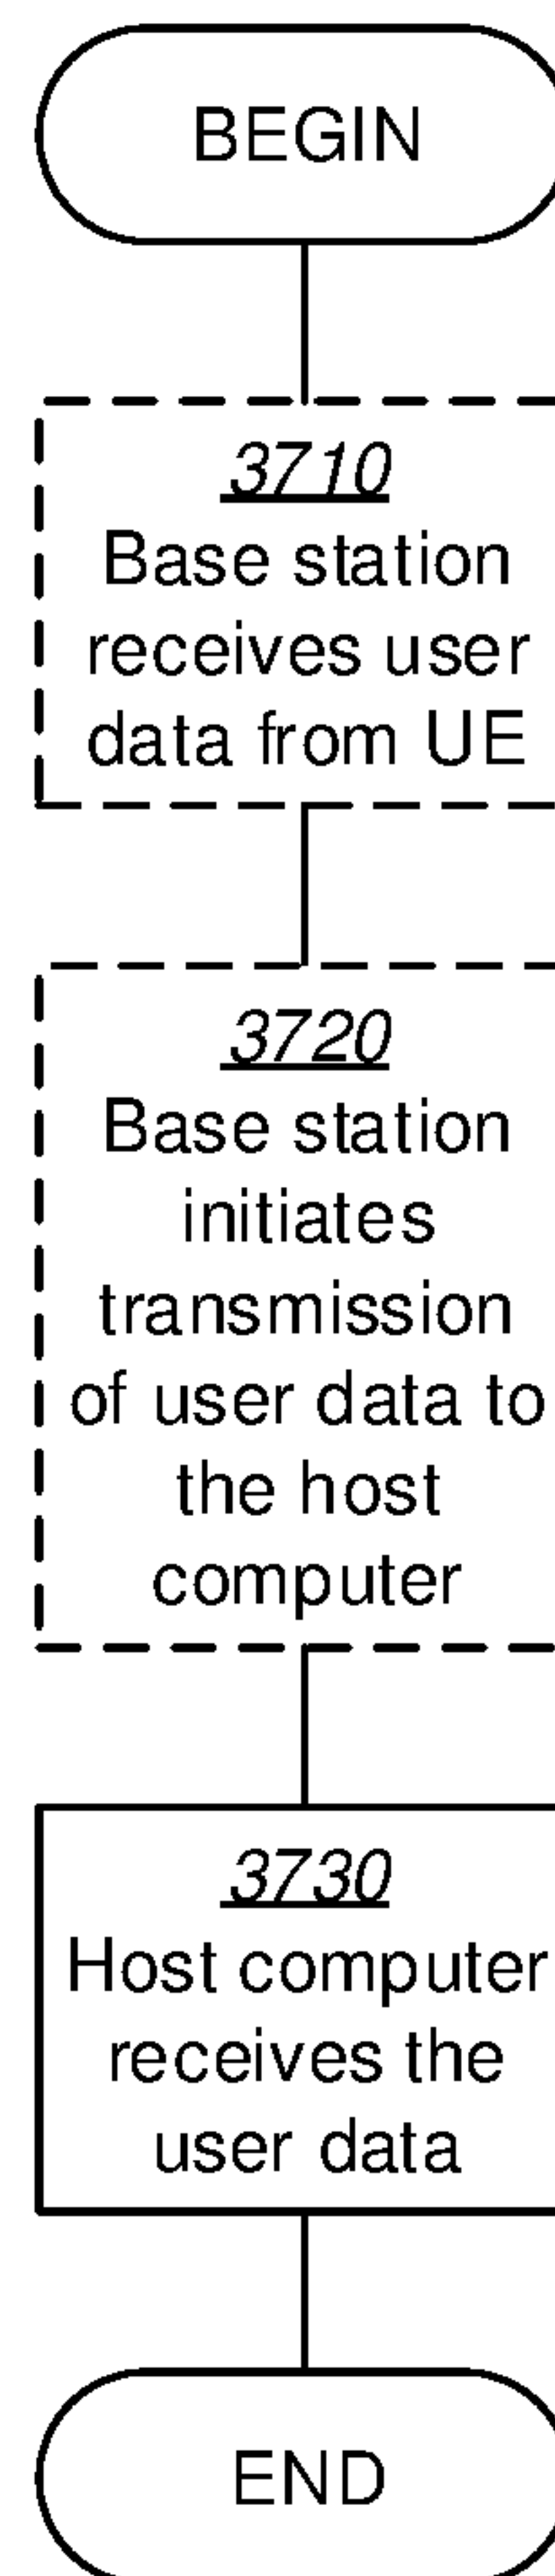 BEGIN
3710
Base station
receives user
data from UE
3720
Base station
initiates
transmission
of user data to
the host
computer
3730
Host computer
receives the
user data
END